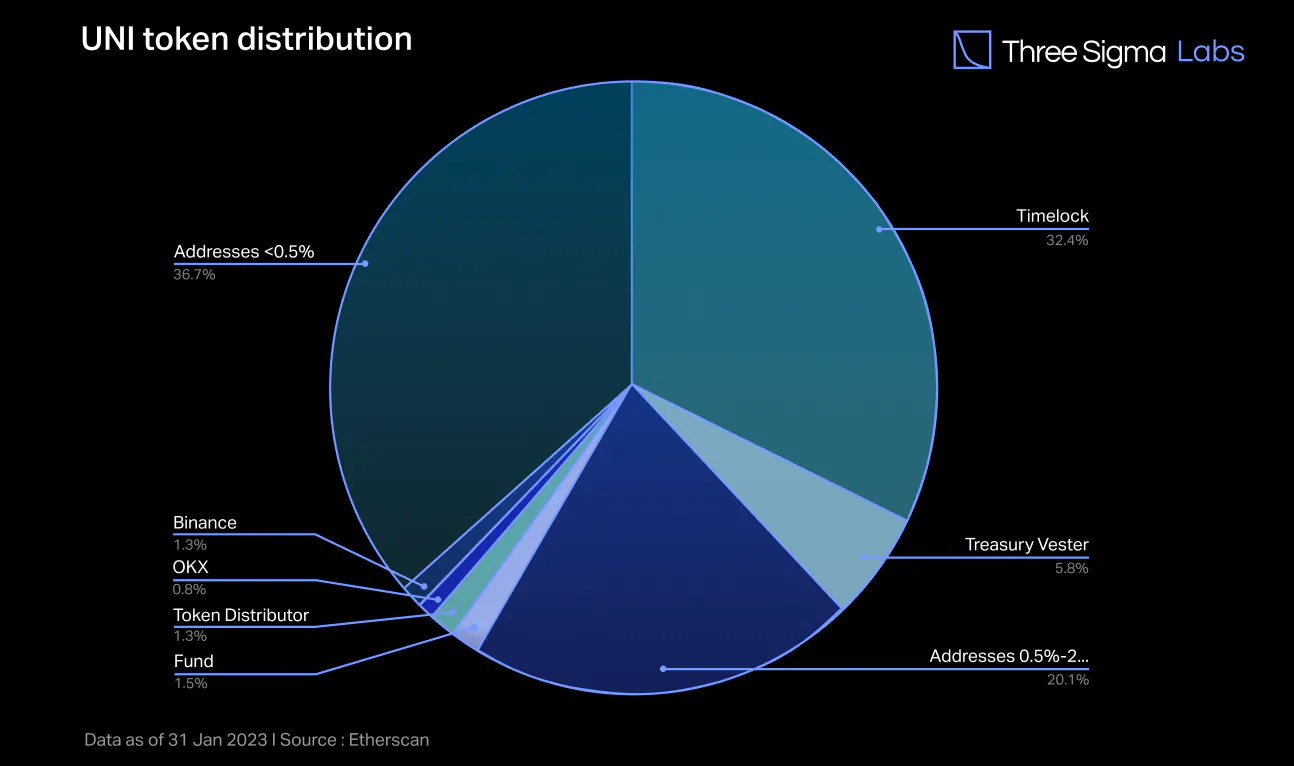 UNI token distribution
Three Sigma Labs
Timelock
32.4%
Addresses <0.5%
36.7%
Binance
1.3%
OKX
0.8%
Token Distributor
1.3%
Fund
1.5%
Treasury Vester
5.8%
Addresses 0.5%-2...
20.1%
Data as of 31 Jan 2023 | Source : Etherscan